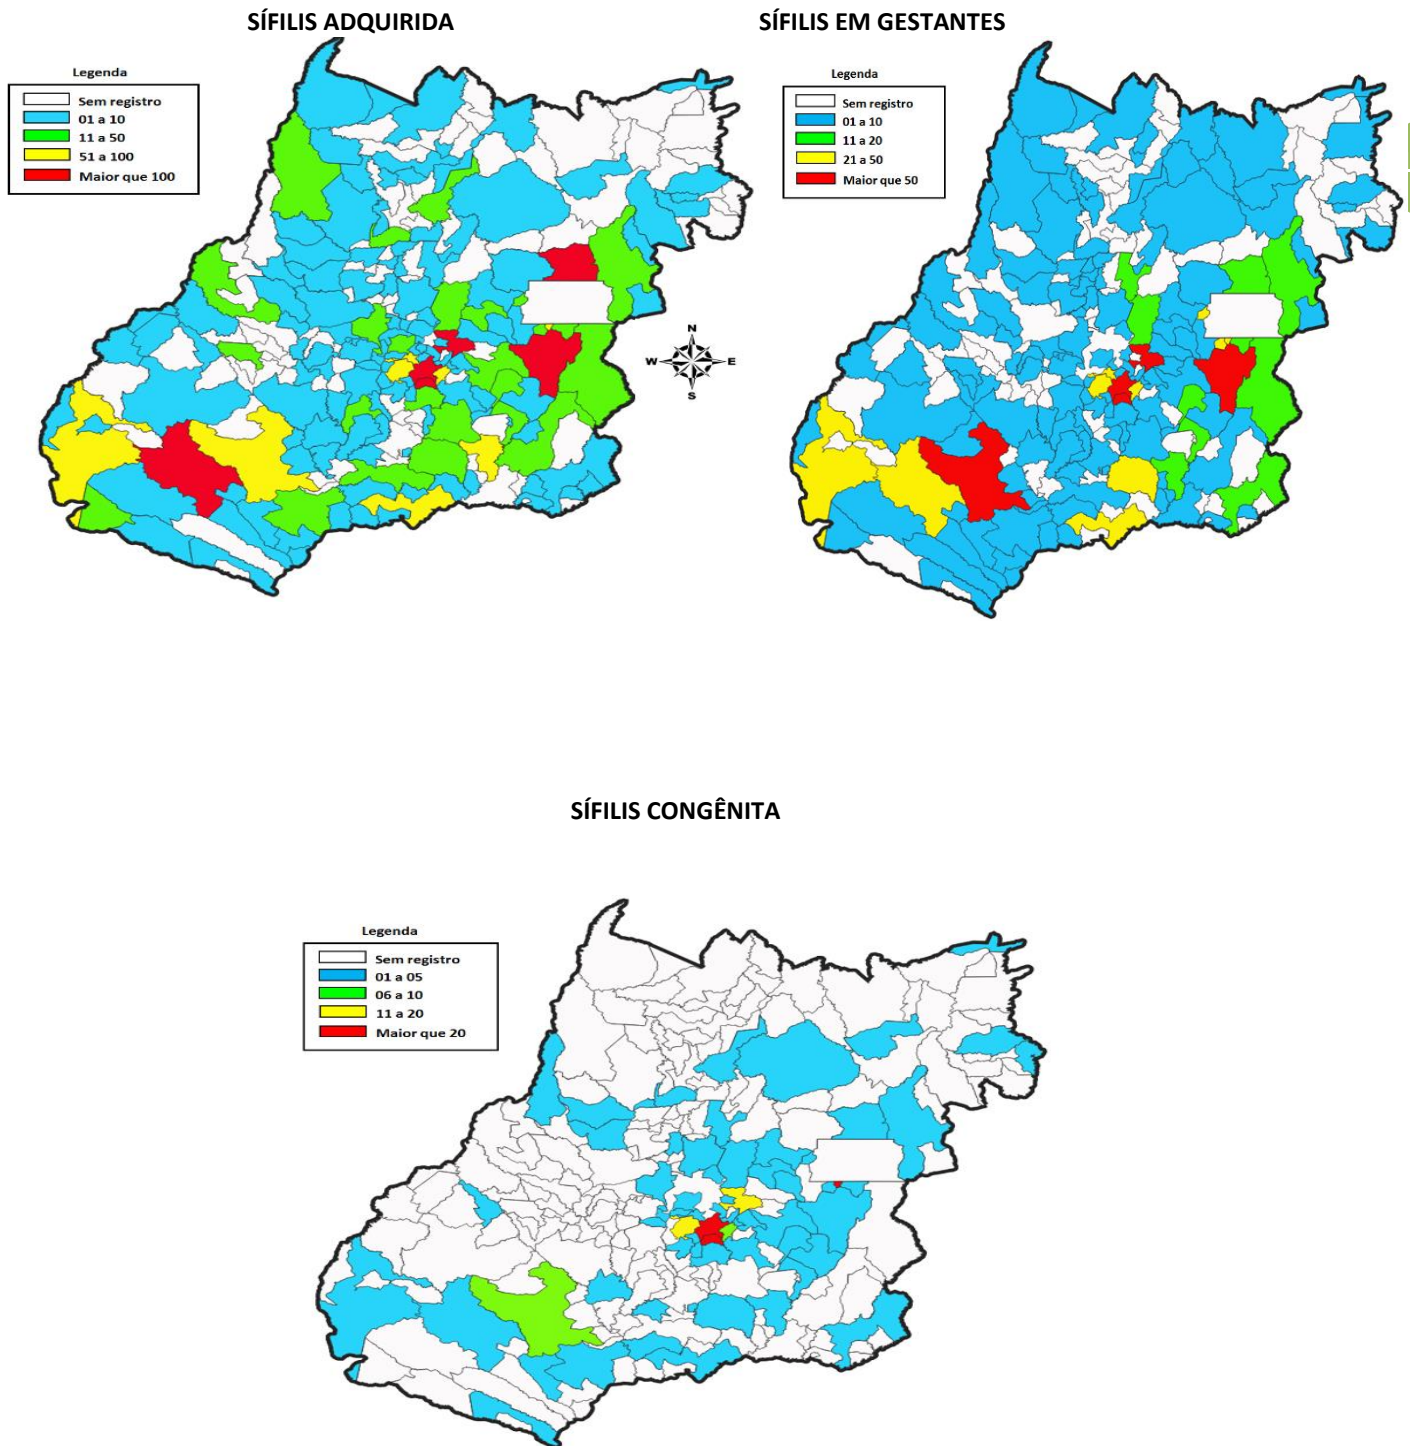 SÍFILIS ADQUIRIDA
SÍFILIS EM GESTANTES
Legenda
Sem registro
01 a 10
11 a 50
51 a 100
Maior que 100
Legenda
Sem registro
01 a 10
11 a 20
21 a 50
Maior que 50
N
W
E
S
SÍFILIS CONGÊNITA
Legenda
Sem registro
01 a 05
06 a 10
11 a 20
Maior que 20